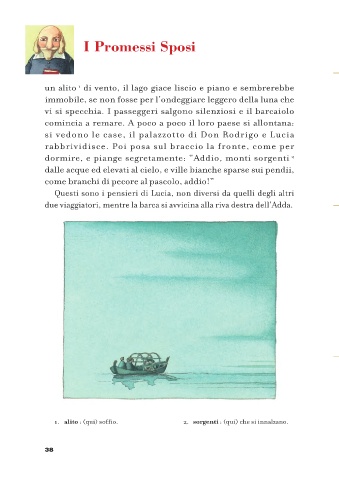 I Promessi Sposi
un alito 1 di vento, il lago giace liscio e piano e sembrerebbe
immobile, se non fosse per l'ondeggiare leggero della luna che
vi si specchia. I passeggeri salgono silenziosi e il barcaiolo
comincia a remare. A poco a poco il loro paese si allontana:
si vedono le case, il palazzotto di Don Rodrigo e Lucia
rabbrividisce. Poi posa sul braccio la fronte, come per
dormire, e piange segretamente: "Addio, monti sorgenti 2
dalle acque ed elevati al cielo, e ville bianche sparse sui pendii,
come branchi di pecore al pascolo, addio!"
Questi sono i pensieri di Lucia, non diversi da quelli degli altri
due viaggiatori, mentre la barca si avvicina alla riva destra dell'Adda.
1. alito : (qui) soffio.
2. sorgenti : (qui) che si innalzano.
38